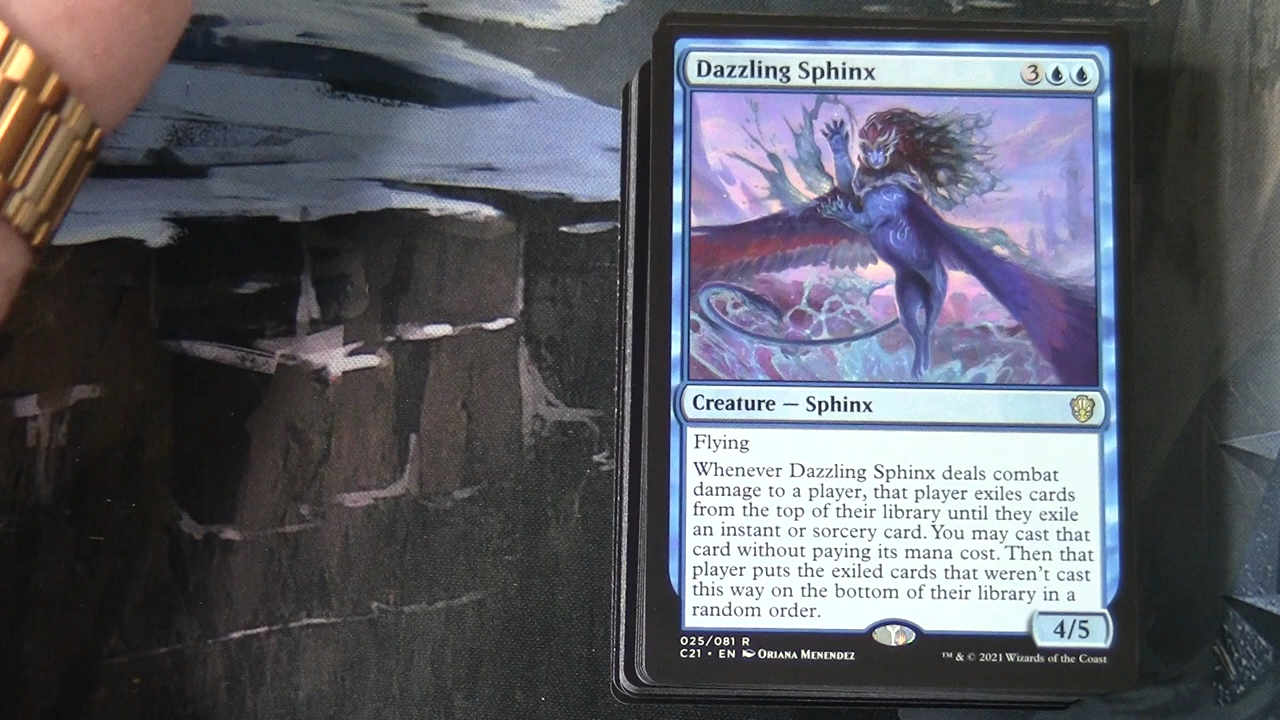 Dazzling Sphinx 3
Creature — Sphinx
Flying
Whenever Dazzling Sphinx deals combat
damage to a player, that player exiles cards
from the top of their library until they exile
an instant or sorcery card. You may cast that
card without paying its mana cost. Then that
player puts the exiled cards that weren't cast
this way on the bottom of their library in a
random order.
4/5
025/081 R
C21 • EN Oriana Menendez
™ & © 2021 Wizards of the Coast